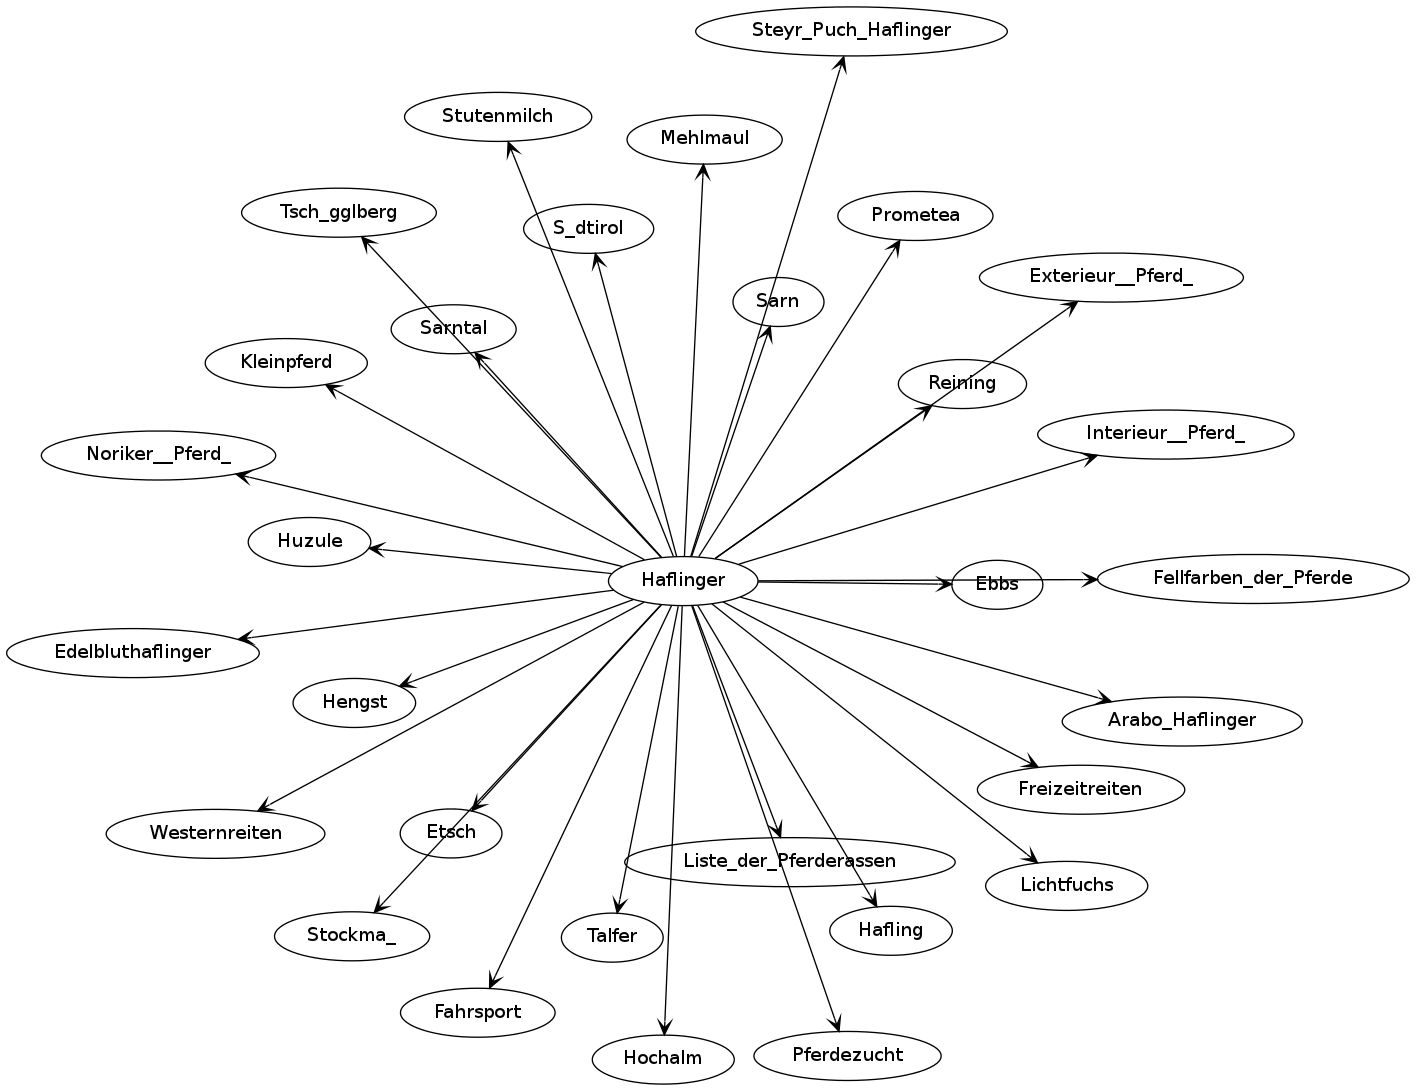 Steyr_Puch_Haflinger
Stutenmilch
Mehlmaul
Tsch_gglberg
S_dtirol
Prometea
Exterieur__Pferd_
Sarn
Sarntal
Kleinpferd
Reining
Interieur__Pferd_
Noriker__Pferd_
Huzule
Haflinger
Ebbs
Fellfarben_der_Pferde
Edelbluthaflinger
Hengst
Arabo_Haflinger
Freizeitreiten
Westernreiten
Etsch
Liste_der_Pferderassen
Lichtfuchs
Stockma_
Talfer
Hafling
Fahrsport
Hochalm
Pferdezucht